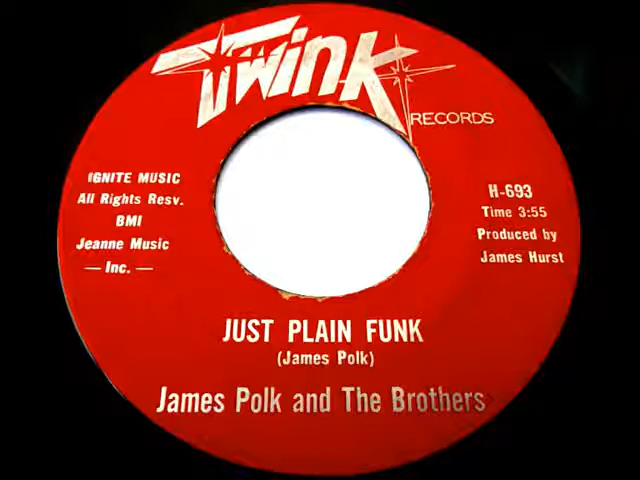 Twink
RECORDS
IGNITE MUSIC
All Rights Resv.
BMI
Jeanne Music
— Inc. —
H-693
Time 3:55
Produced by
James Hurst
JUST PLAIN FUNK
(James Polk)
James Polk and The Brothers